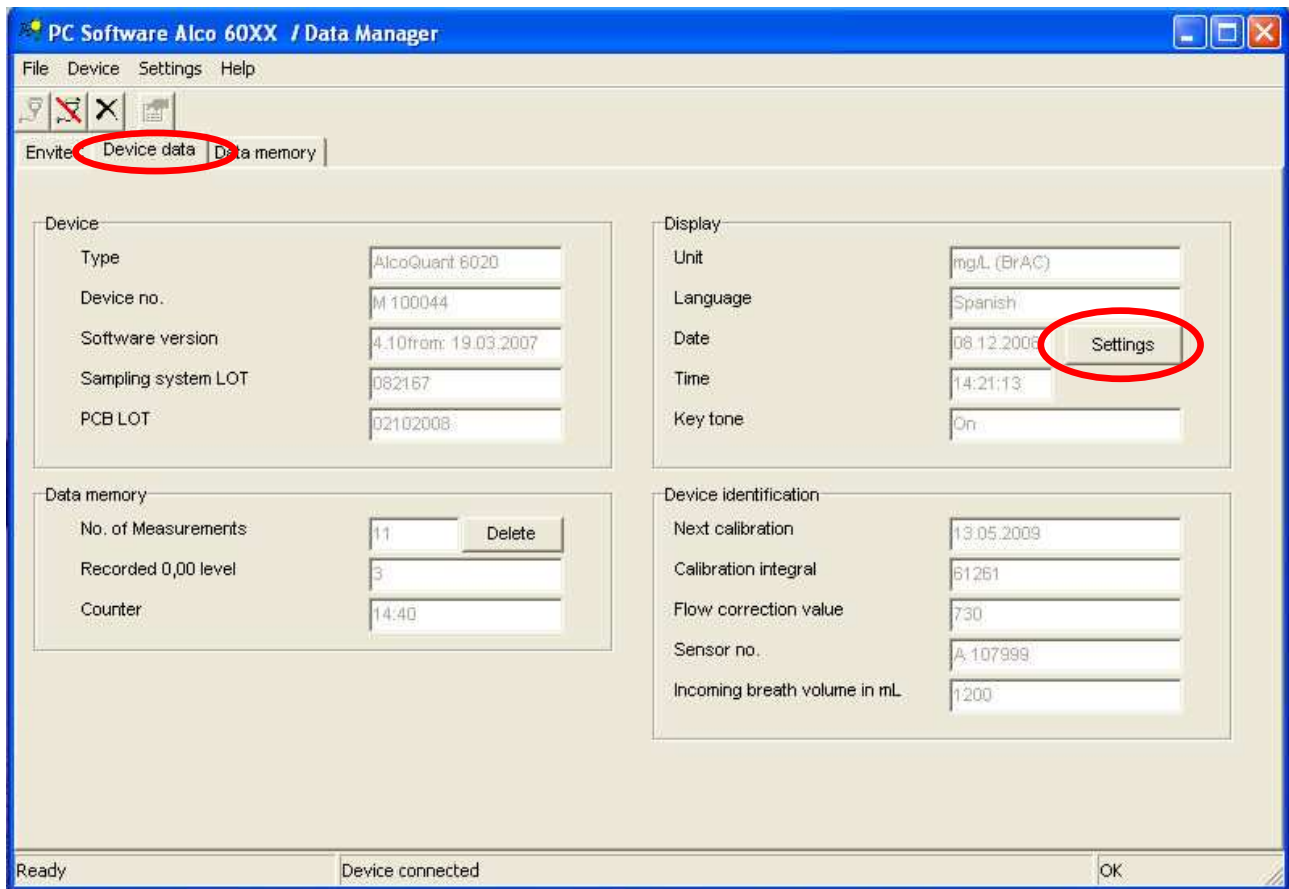 PC Software Alco 60XX / Data Manager
File Device Settings Help
Envite Device data Data memory
Device
Type AlcoQuant 6020
Device no. M 100044
Software version 4.10from: 19.03.2007
Sampling system LOT 082167
PCB LOT 02102008
Display
Unit mg/L (BrAC)
Language Spanish
Date 08.12.2008 Settings
Time 14:21:13
Key tone On
Data memory
No. of Measurements 11 Delete
Recorded 0,00 level 3
Counter 14:40
Device identification
Next calibration 13.05.2009
Calibration integral 61261
Flow correction value 730
Sensor no. A 107999
Incoming breath volume in mL 1200
Ready Device connected OK